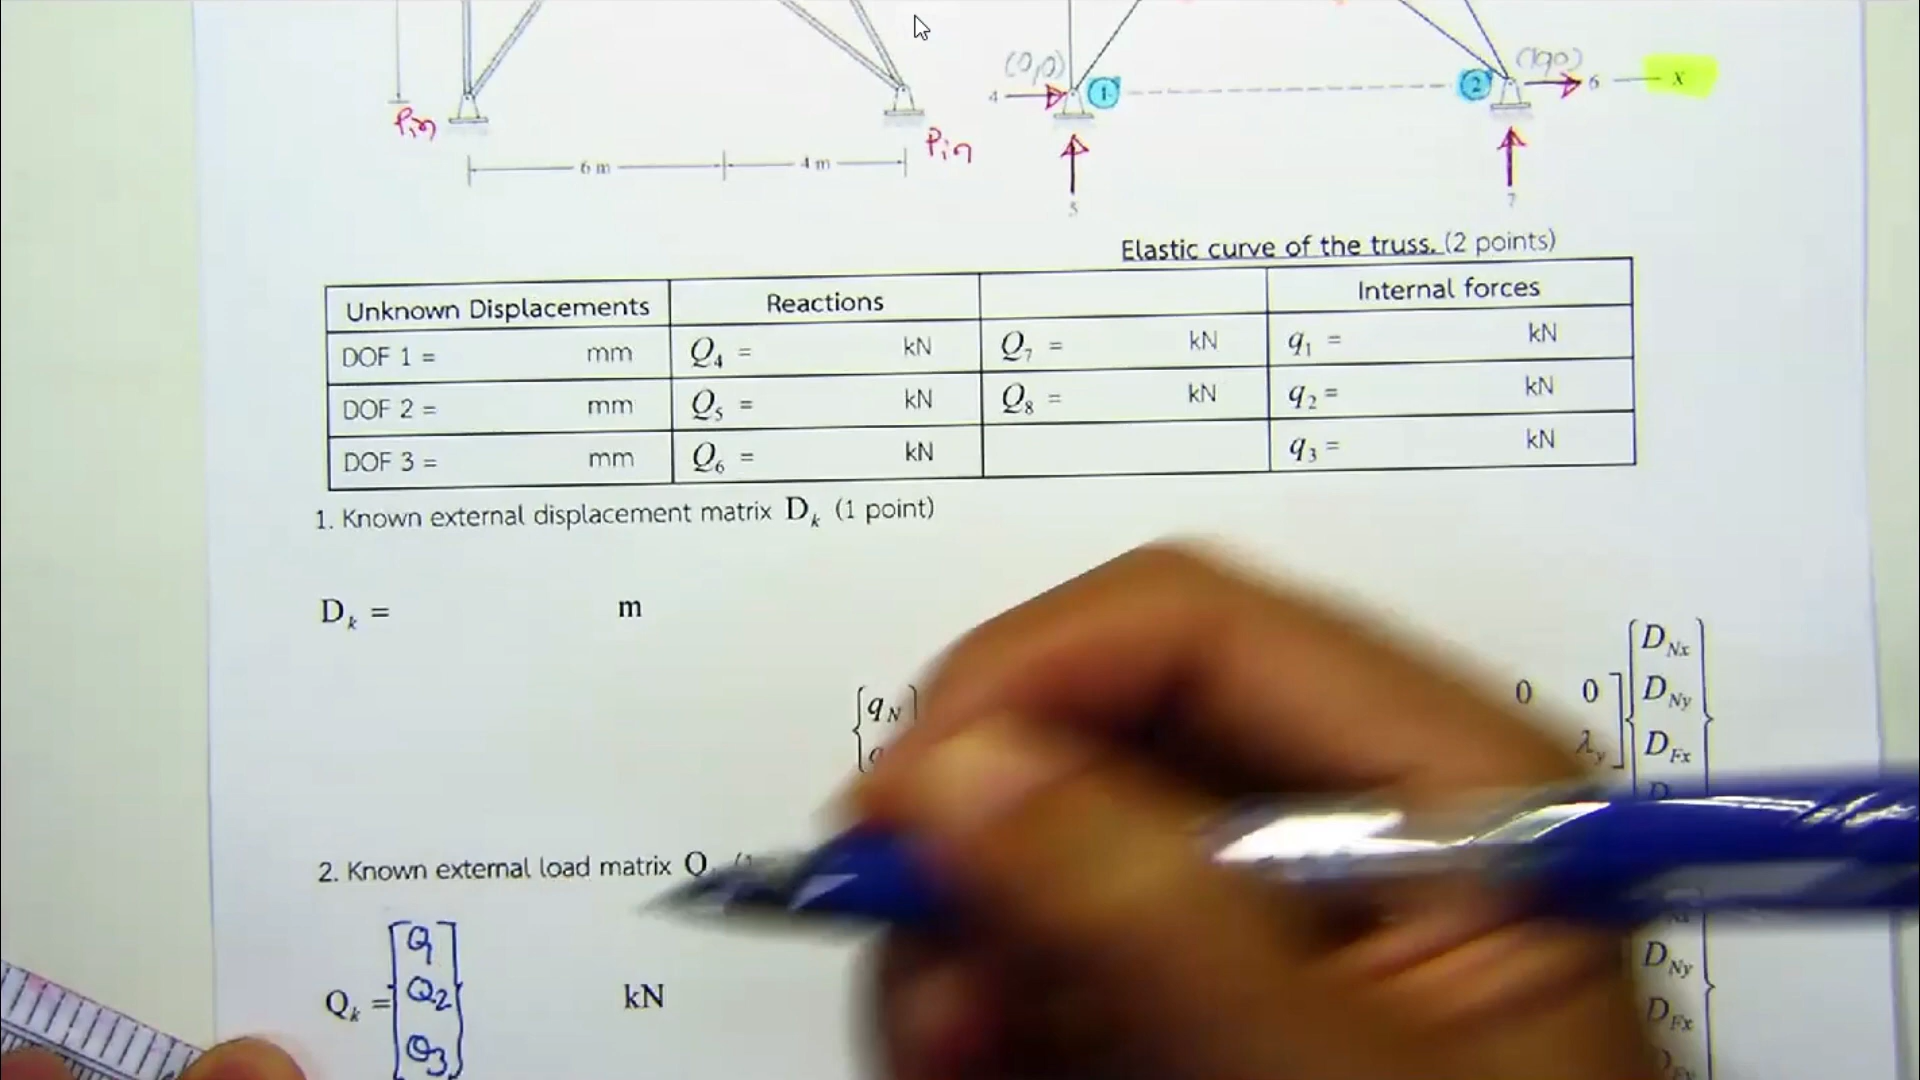 (0,0)
4
1
2
(10,0)
6
x
Pin
Pin
6 m
4 m
5
7
Elastic curve of the truss. (2 points)
Unknown Displacements Reactions Internal forces
DOF 1 = mm Q4 = kN Q7 = kN q1 = kN
DOF 2 = mm Q5 = kN Q8 = kN q2 = kN
DOF 3 = mm Q6 = kN q3 = kN
1. Known external displacement matrix Dk (1 point)
Dk = m
DNx
qN 0 0 DNy
λy DFx
2. Known external load matrix Q
Q1
DNy
Qk = Q2 kN
DFx
Q3